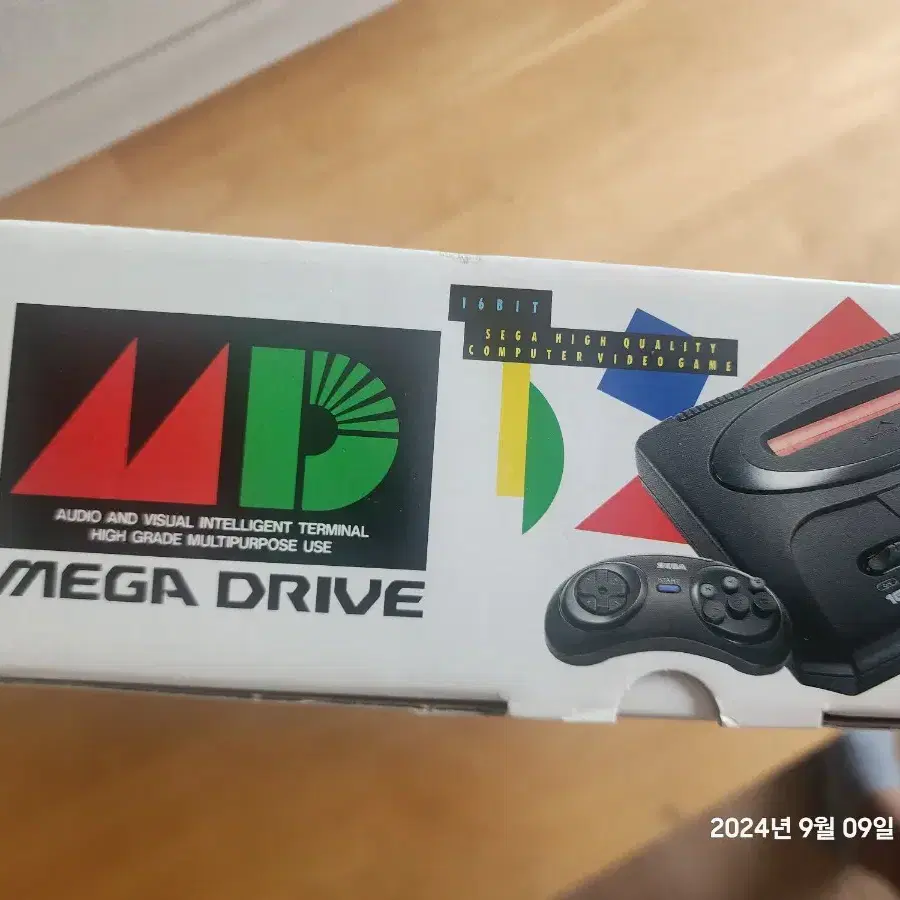 16BIT
SEGA HIGH QUALITY
COMPUTER VIDEO GAME
MD
AUDIO AND VISUAL INTELLIGENT TERMINAL
HIGH GRADE MULTIPURPOSE USE
MEGA DRIVE
SEGA
START
2024년 9월 09일